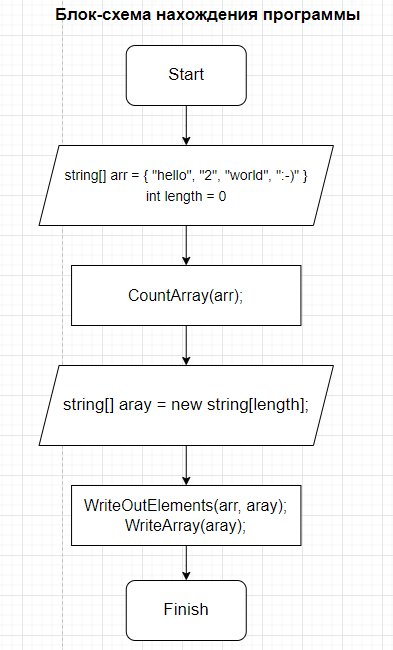 Блок-схема нахождения программы
Start
string[] arr = { "hello", "2", "world", ":-)" }
int length = 0
CountArray(arr);
string[] aray = new string[length];
WriteOutElements(arr, aray);
WriteArray(aray);
Finish